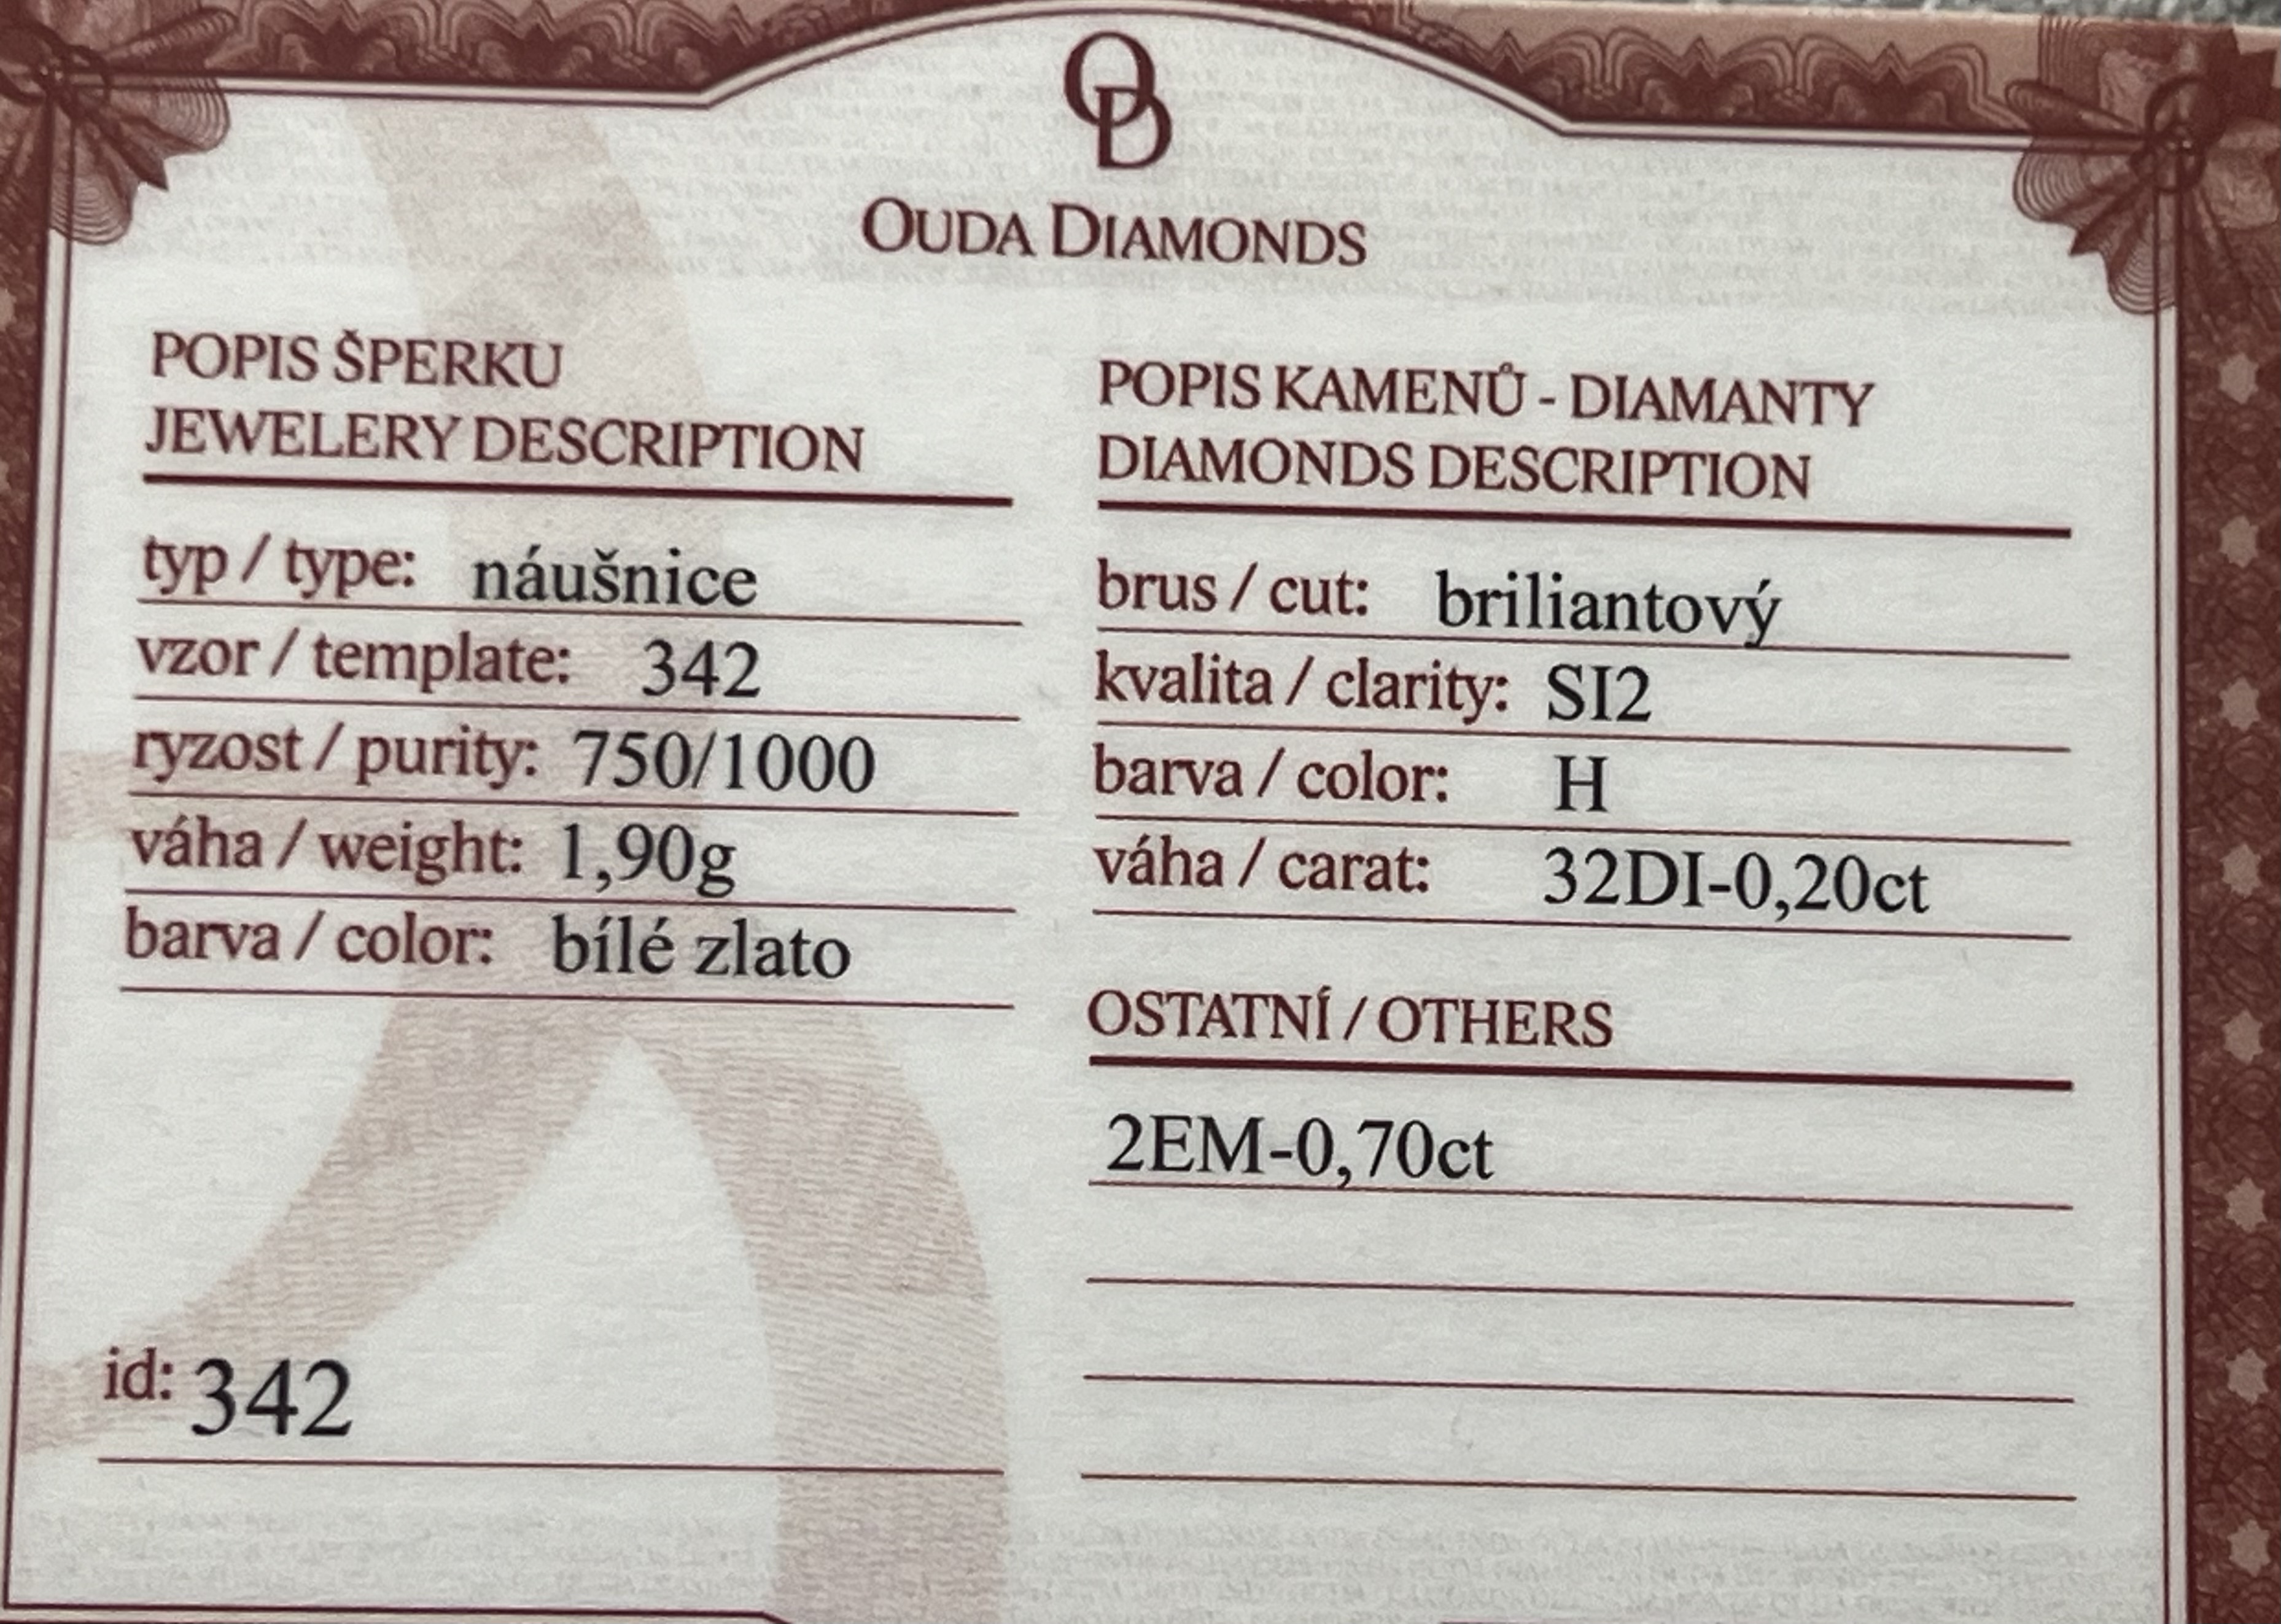 OD
OUDA DIAMONDS
POPIS ŠPERKU
JEWELERY DESCRIPTION
typ / type: náušnice
vzor / template: 342
ryzost / purity: 750/1000
váha / weight: 1,90g
barva / color: bílé zlato
id: 342
POPIS KAMENŮ - DIAMANTY
DIAMONDS DESCRIPTION
brus / cut: briliantový
kvalita / clarity: SI2
barva / color: H
váha / carat: 32DI-0,20ct
OSTATNÍ / OTHERS
2EM-0,70ct